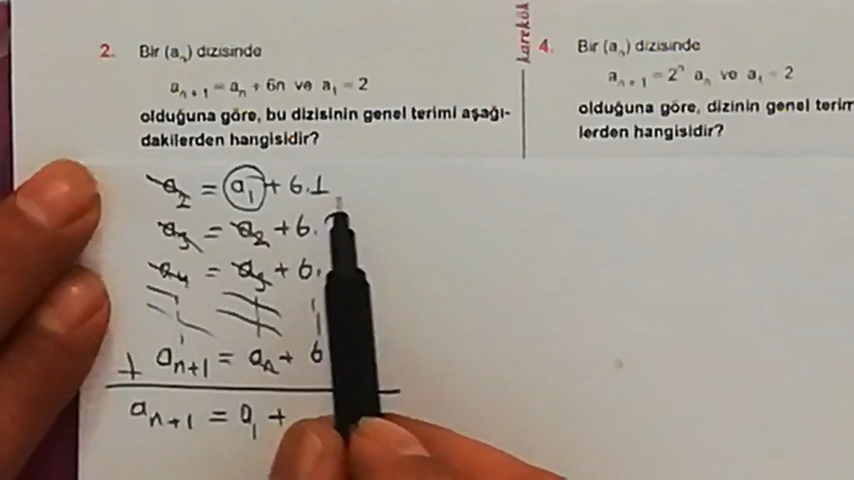 2. Bir (aₙ) dizisinde
aₙ₊₁ = aₙ + 6n ve a₁ = 2
olduğuna göre, bu dizisinin genel terimi aşağı-
dakilerden hangisidir?
a₂ = a₁ + 6.1
a₃ = a₂ + 6.
a₄ = a₃ + 6.
+ aₙ₊₁ = aₙ + 6
aₙ₊₁ = a₁ +
karekök
4. Bir (aₙ) dizisinde
aₙ₊₁ = 2ⁿ aₙ ve a₁ = 2
olduğuna göre, dizinin genel terim
lerden hangisidir?